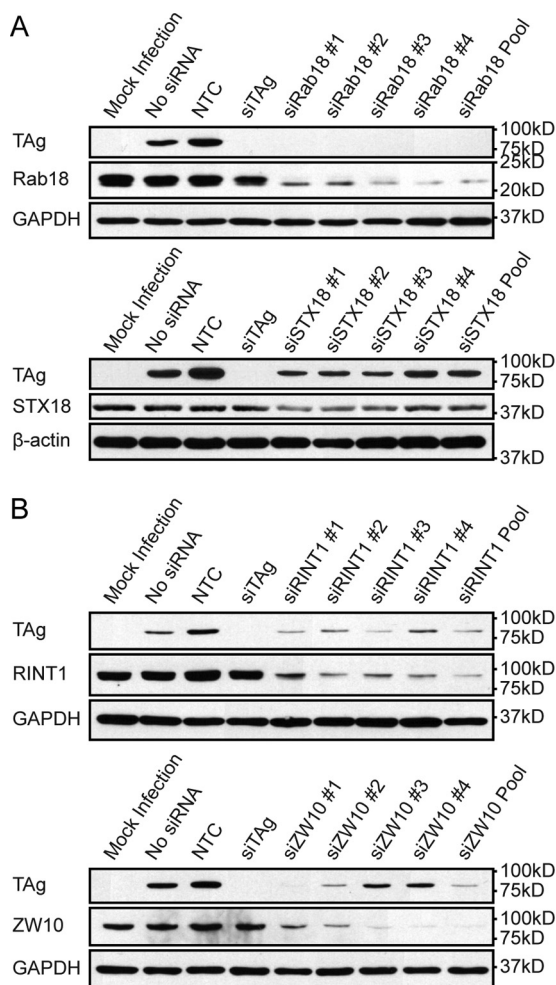 A
Mock Infection No siRNA NTC siTAg siRab18 #1 siRab18 #2 siRab18 #3 siRab18 #4 siRab18 Pool
TAg 100kD
75kD
25kD
Rab18 20kD
GAPDH 37kD
Mock Infection No siRNA NTC siTAg siSTX18 #1 siSTX18 #2 siSTX18 #3 siSTX18 #4 siSTX18 Pool
TAg 100kD
75kD
STX18 37kD
β-actin
37kD
B
Mock Infection No siRNA NTC siTAg siRINT1 #1 siRINT1 #2 siRINT1 #3 siRINT1 #4 siRINT1 Pool
TAg 100kD
75kD
RINT1 100kD
75kD
GAPDH 37kD
Mock Infection No siRNA NTC siTAg siZW10 #1 siZW10 #2 siZW10 #3 siZW10 #4 siZW10 Pool
TAg 100kD
75kD
ZW10 100kD
75kD
GAPDH 37kD